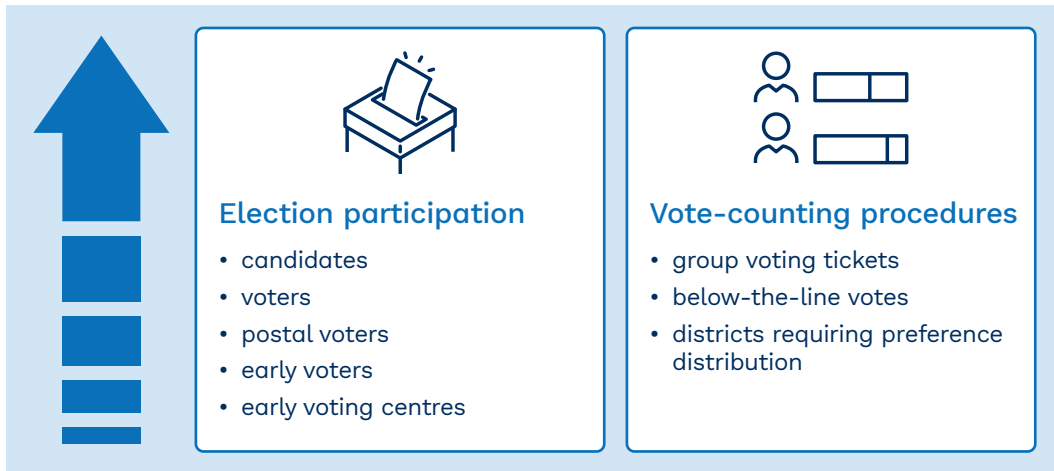 Election participation
• candidates
• voters
• postal voters
• early voters
• early voting centres
Vote-counting procedures
• group voting tickets
• below-the-line votes
• districts requiring preference
distribution